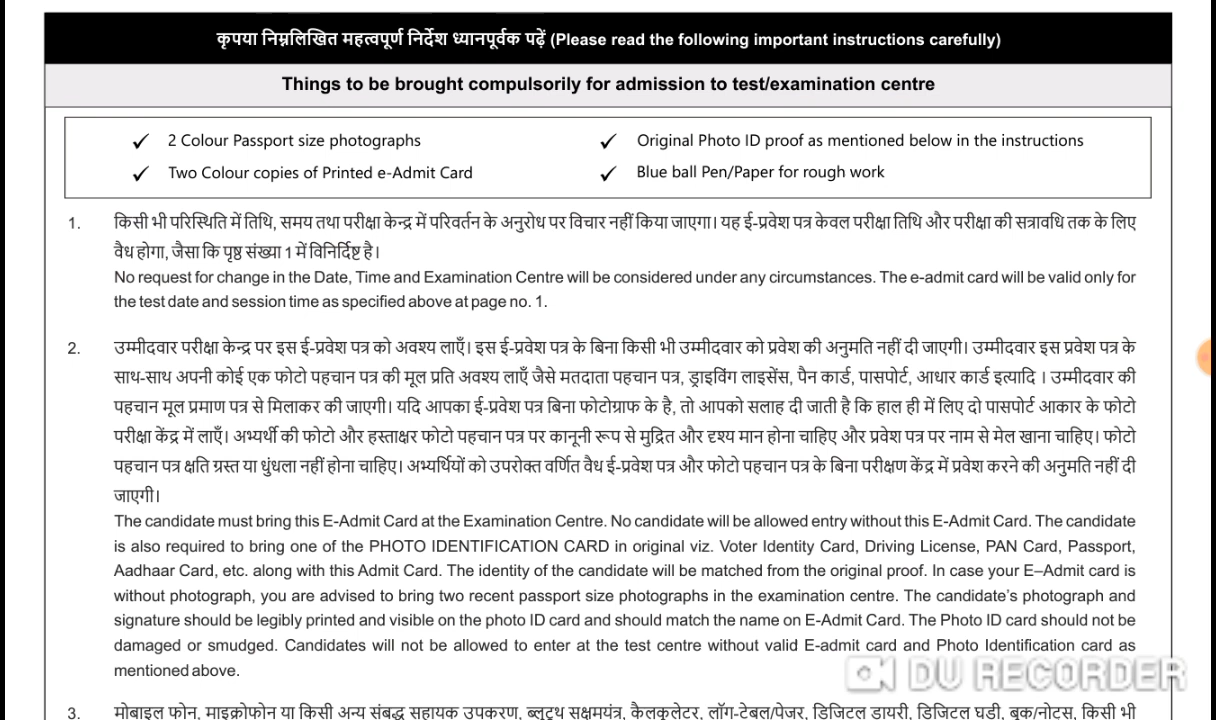 कृपया निम्नलिखित महत्वपूर्ण निर्देश ध्यानपूर्वक पढ़ें (Please read the following important instructions carefully)
Things to be brought compulsorily for admission to test/examination centre
✓ 2 Colour Passport size photographs
✓ Original Photo ID proof as mentioned below in the instructions
✓ Two Colour copies of Printed e-Admit Card
✓ Blue ball Pen/Paper for rough work
1. किसी भी परिस्थिति में तिथि, समय तथा परीक्षा केन्द्र में परिवर्तन के अनुरोध पर विचार नहीं किया जाएगा। यह ई-प्रवेश पत्र केवल परीक्षा तिथि और परीक्षा की सत्रावधि तक के लिए
वैध होगा, जैसा कि पृष्ठ संख्या 1 में विनिर्दिष्ट है।
No request for change in the Date, Time and Examination Centre will be considered under any circumstances. The e-admit card will be valid only for
the test date and session time as specified above at page no. 1.
2. उम्मीदवार परीक्षा केन्द्र पर इस ई-प्रवेश पत्र को अवश्य लाएँ। इस ई-प्रवेश पत्र के बिना किसी भी उम्मीदवार को प्रवेश की अनुमति नहीं दी जाएगी। उम्मीदवार इस प्रवेश पत्र के
साथ-साथ अपनी कोई एक फोटो पहचान पत्र की मूल प्रति अवश्य लाएँ जैसे मतदाता पहचान पत्र, ड्राइविंग लाइसेंस, पैन कार्ड, पासपोर्ट, आधार कार्ड इत्यादि । उम्मीदवार की
पहचान मूल प्रमाण पत्र से मिलाकर की जाएगी। यदि आपका ई-प्रवेश पत्र बिना फोटोग्राफ के है, तो आपको सलाह दी जाती है कि हाल ही में लिए दो पासपोर्ट आकार के फोटो
परीक्षा केंद्र में लाएँ। अभ्यर्थी की फोटो और हस्ताक्षर फोटो पहचान पत्र पर कानूनी रूप से मुद्रित और दृश्य मान होना चाहिए और प्रवेश पत्र पर नाम से मेल खाना चाहिए। फोटो
पहचान पत्र क्षति ग्रस्त या धुंधला नहीं होना चाहिए। अभ्यर्थियों को उपरोक्त वर्णित वैध ई-प्रवेश पत्र और फोटो पहचान पत्र के बिना परीक्षण केंद्र में प्रवेश करने की अनुमति नहीं दी
जाएगी।
The candidate must bring this E-Admit Card at the Examination Centre. No candidate will be allowed entry without this E-Admit Card. The candidate
is also required to bring one of the PHOTO IDENTIFICATION CARD in original viz. Voter Identity Card, Driving License, PAN Card, Passport,
Aadhaar Card, etc. along with this Admit Card. The identity of the candidate will be matched from the original proof. In case your E–Admit card is
without photograph, you are advised to bring two recent passport size photographs in the examination centre. The candidate's photograph and
signature should be legibly printed and visible on the photo ID card and should match the name on E-Admit Card. The Photo ID card should not be
damaged or smudged. Candidates will not be allowed to enter at the test centre without valid E-admit card and Photo Identification card as
mentioned above.
DU RECORDER
3. मोबाइल फोन, माइक्रोफोन या किसी अन्य संबद्ध सहायक उपकरण, ब्लूटूथ सक्षमयंत्र, कैलकुलेटर, लॉग-टेबल/पेजर, डिजिटल डायरी, डिजिटल घड़ी, बुक/नोट्स, किसी भी